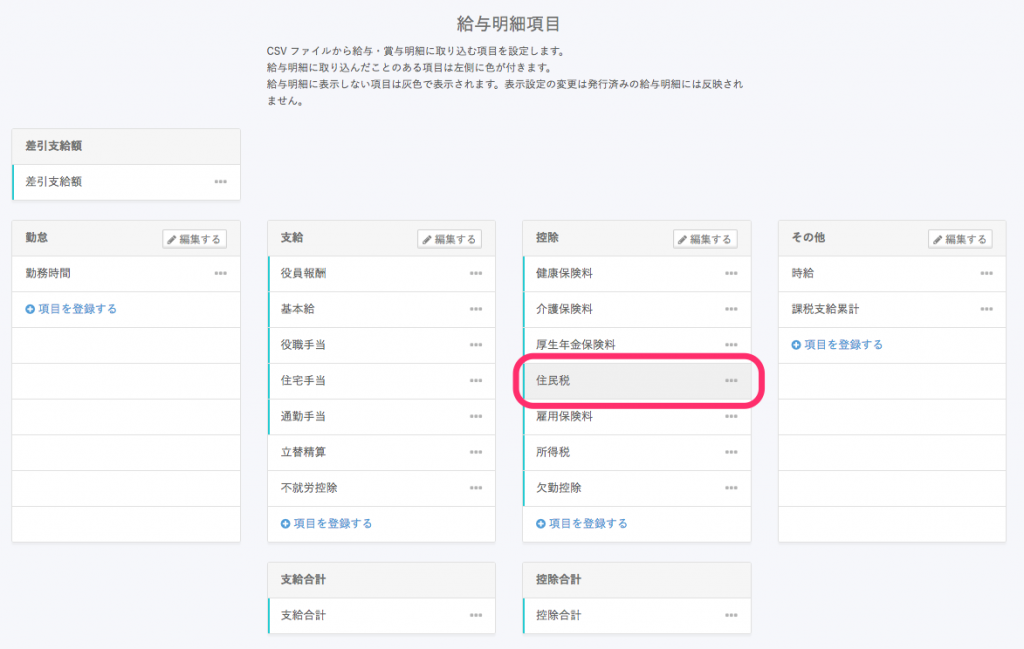 給与明細項目
CSV ファイルから給与・賞与明細に取り込む項目を設定します。
給与明細に取り込んだことのある項目は左側に色が付きます。
給与明細に表示しない項目は灰色で表示されます。表示設定の変更は発行済みの給与明細には反映され
ません。
差引支給額
差引支給額
勤怠
編集する
勤務時間
項目を登録する
支給
編集する
役員報酬
基本給
役職手当
住宅手当
通勤手当
立替精算
不就労控除
項目を登録する
控除
編集する
健康保険料
介護保険料
厚生年金保険料
住民税
雇用保険料
所得税
欠勤控除
項目を登録する
その他
編集する
時給
課税支給累計
項目を登録する
支給合計
支給合計
控除合計
控除合計